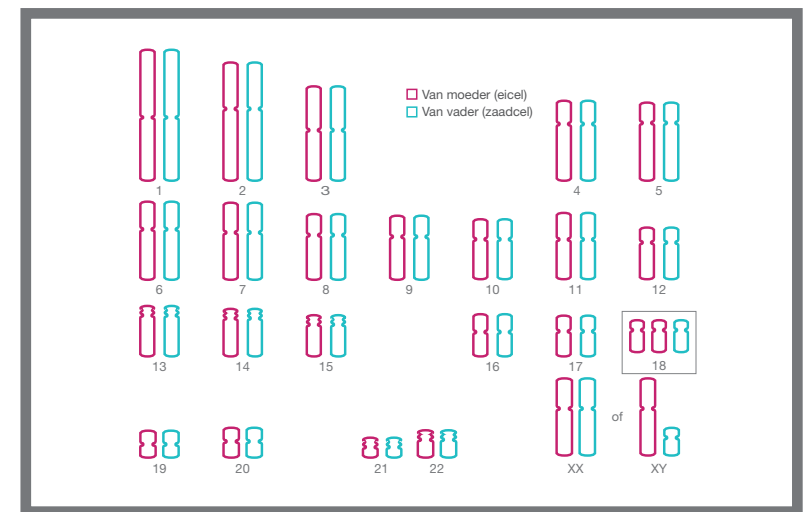 Van moeder (eicel)
Van vader (zaadcel)
1 2 3 4 5
6 7 8 9 10 11 12
13 14 15 16 17 18
of
19 20 21 22 XX XY